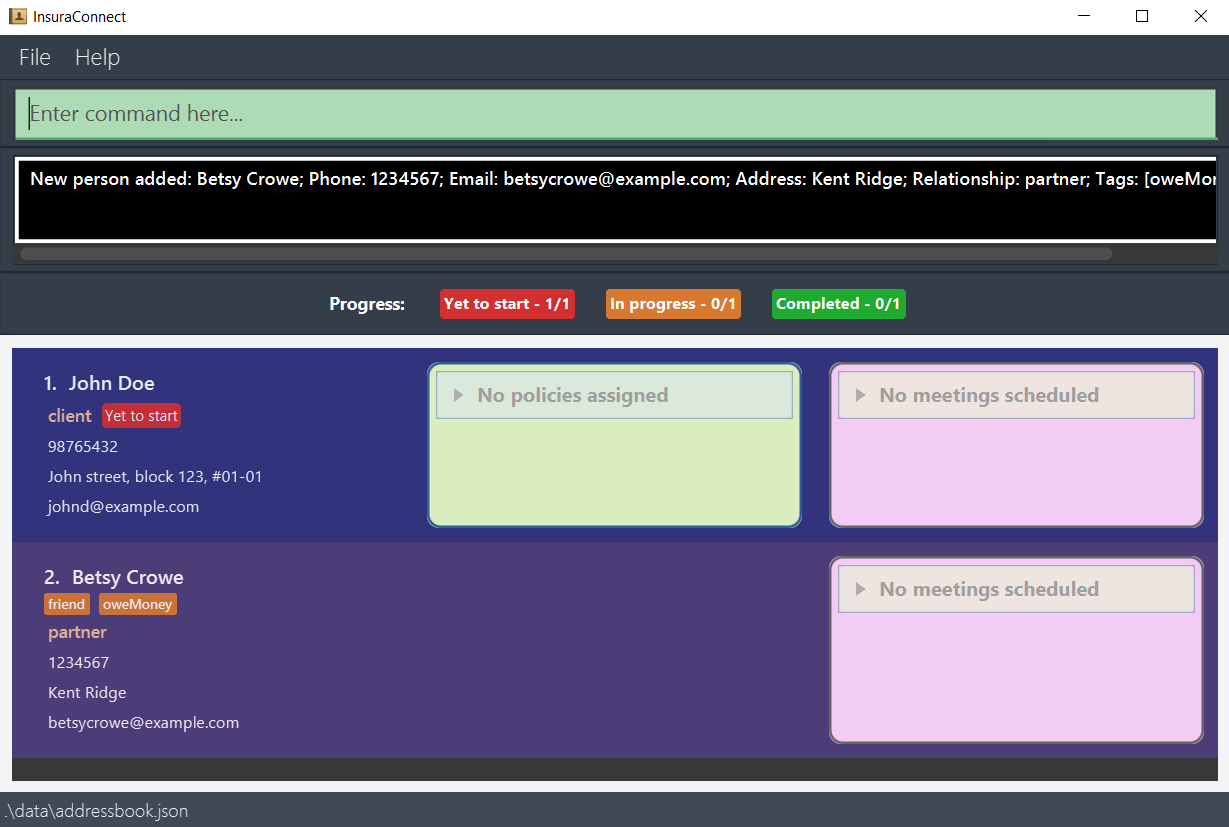 InsuraConnect
File Help
Enter command here...
New person added: Betsy Crowe; Phone: 1234567; Email: betsycrowe@example.com; Address: Kent Ridge; Relationship: partner; Tags: [oweMo
Progress: Yet to start - 1/1 In progress - 0/1 Completed - 0/1
1. John Doe
client Yet to start
98765432
John street, block 123, #01-01
johnd@example.com
No policies assigned
No meetings scheduled
2. Betsy Crowe
friend oweMoney
partner
1234567
Kent Ridge
betsycrowe@example.com
No meetings scheduled
.\data\addressbook.json